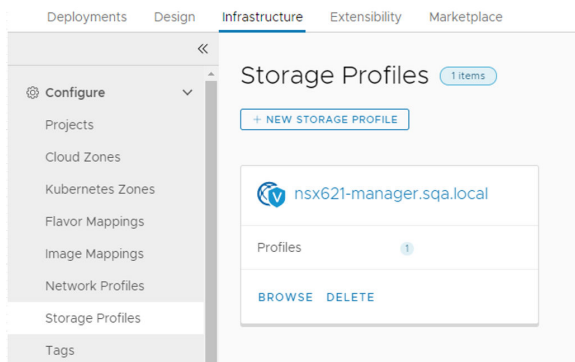 Deployments Design Infrastructure Extensibility Marketplace
«
Configure
Projects
Cloud Zones
Kubernetes Zones
Flavor Mappings
Image Mappings
Network Profiles
Storage Profiles
Tags
Storage Profiles 1 items
+ NEW STORAGE PROFILE
nsx621-manager.sqa.local
Profiles 1
BROWSE DELETE